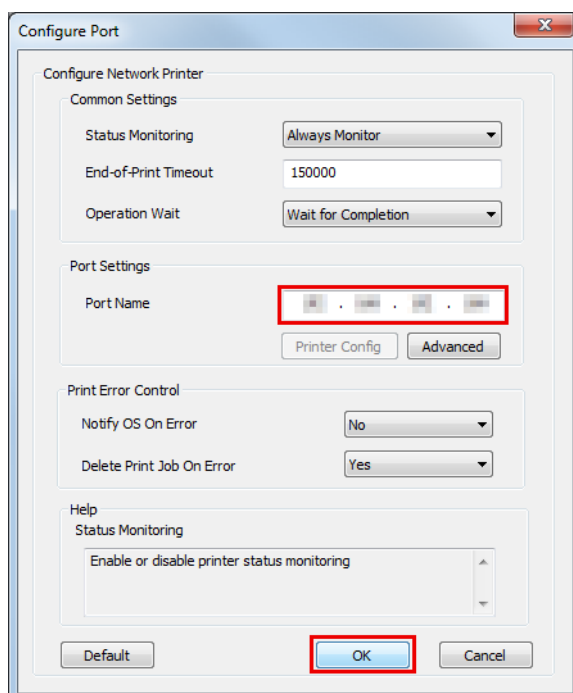 Configure Port
Configure Network Printer
Common Settings
Status Monitoring Always Monitor
End-of-Print Timeout 150000
Operation Wait Wait for Completion
Port Settings
Port Name . . .
Printer Config Advanced
Print Error Control
Notify OS On Error No
Delete Print Job On Error Yes
Help
Status Monitoring
Enable or disable printer status monitoring
Default OK Cancel